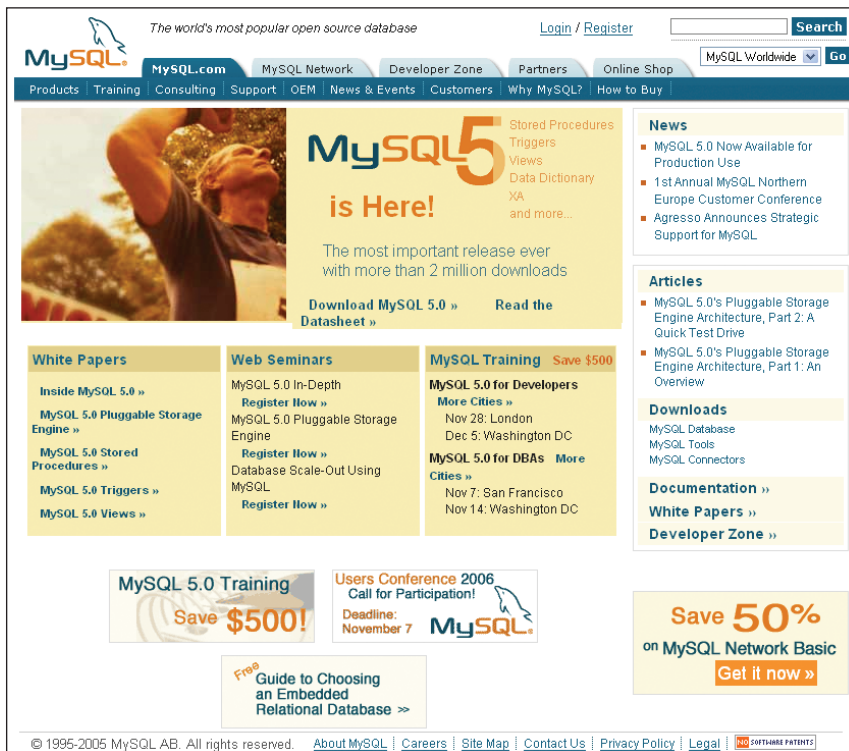 The world's most popular open source database
Login / Register
Search
MySQL®
MySQL.com
MySQL Network
Developer Zone
Partners
Online Shop
MySQL Worldwide
Go
Products
Training
Consulting
Support
OEM
News & Events
Customers
Why MySQL?
How to Buy
MySQL 5
is Here!
Stored Procedures
Triggers
Views
Data Dictionary
XA
and more...
The most important release ever
with more than 2 million downloads
Download MySQL 5.0 » Read the
Datasheet »
News
MySQL 5.0 Now Available for
Production Use
1st Annual MySQL Northern
Europe Customer Conference
Agresso Announces Strategic
Support for MySQL
Articles
MySQL 5.0's Pluggable Storage
Engine Architecture, Part 2: A
Quick Test Drive
MySQL 5.0's Pluggable Storage
Engine Architecture, Part 1: An
Overview
Downloads
MySQL Database
MySQL Tools
MySQL Connectors
Documentation »
White Papers »
Developer Zone »
White Papers
Inside MySQL 5.0 »
MySQL 5.0 Pluggable Storage
Engine »
MySQL 5.0 Stored
Procedures »
MySQL 5.0 Triggers »
MySQL 5.0 Views »
Web Seminars
MySQL 5.0 In-Depth
Register Now »
MySQL 5.0 Pluggable Storage
Engine
Register Now »
Database Scale-Out Using
MySQL
Register Now »
MySQL Training Save $500
MySQL 5.0 for Developers
More Cities »
Nov 28: London
Dec 5: Washington DC
MySQL 5.0 for DBAs More
Cities »
Nov 7: San Francisco
Nov 14: Washington DC
MySQL 5.0 Training
Save $500!
Users Conference 2006
Call for Participation!
Deadline:
November 7
MySQL®
Free
Guide to Choosing
an Embedded
Relational Database >>
Save 50%
on MySQL Network Basic
Get it now »
© 1995-2005 MySQL AB. All rights reserved.
About MySQL
Careers
Site Map
Contact Us
Privacy Policy
Legal
NO SOFTWARE PATENTS